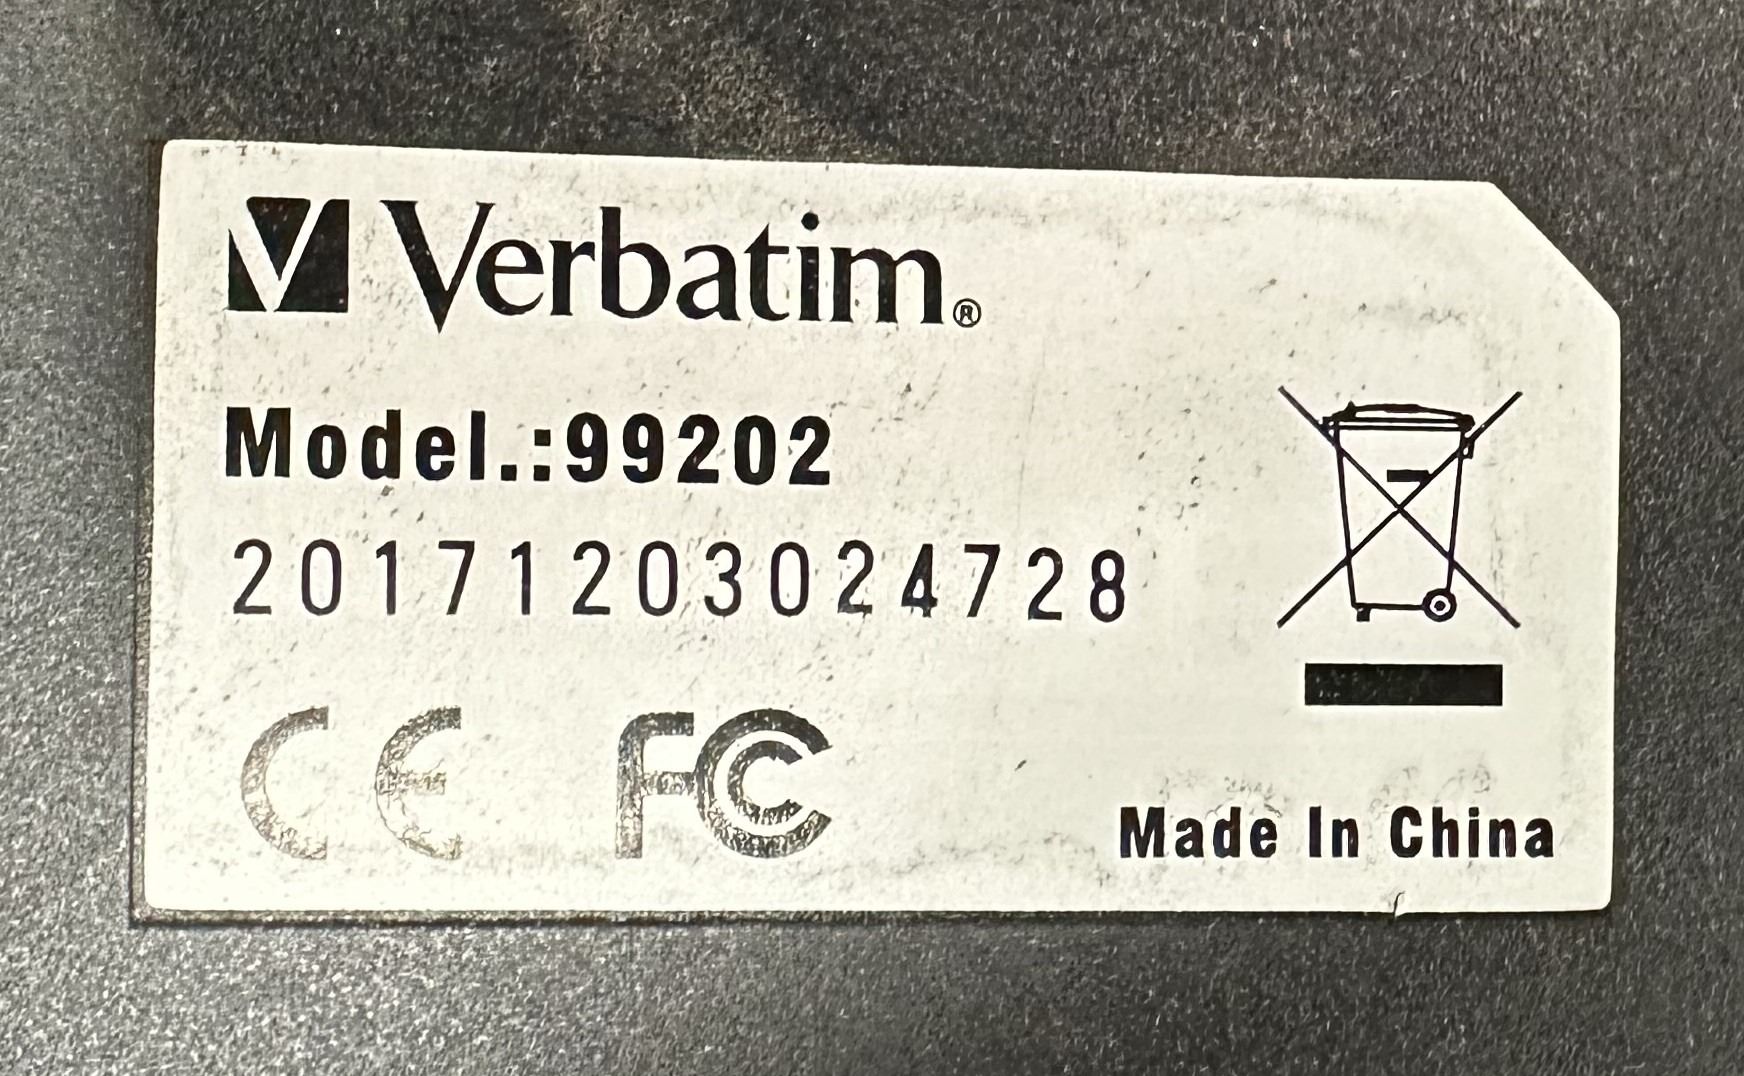 Verbatim®
Model.:99202
20171203024728
CE FC
Made In China